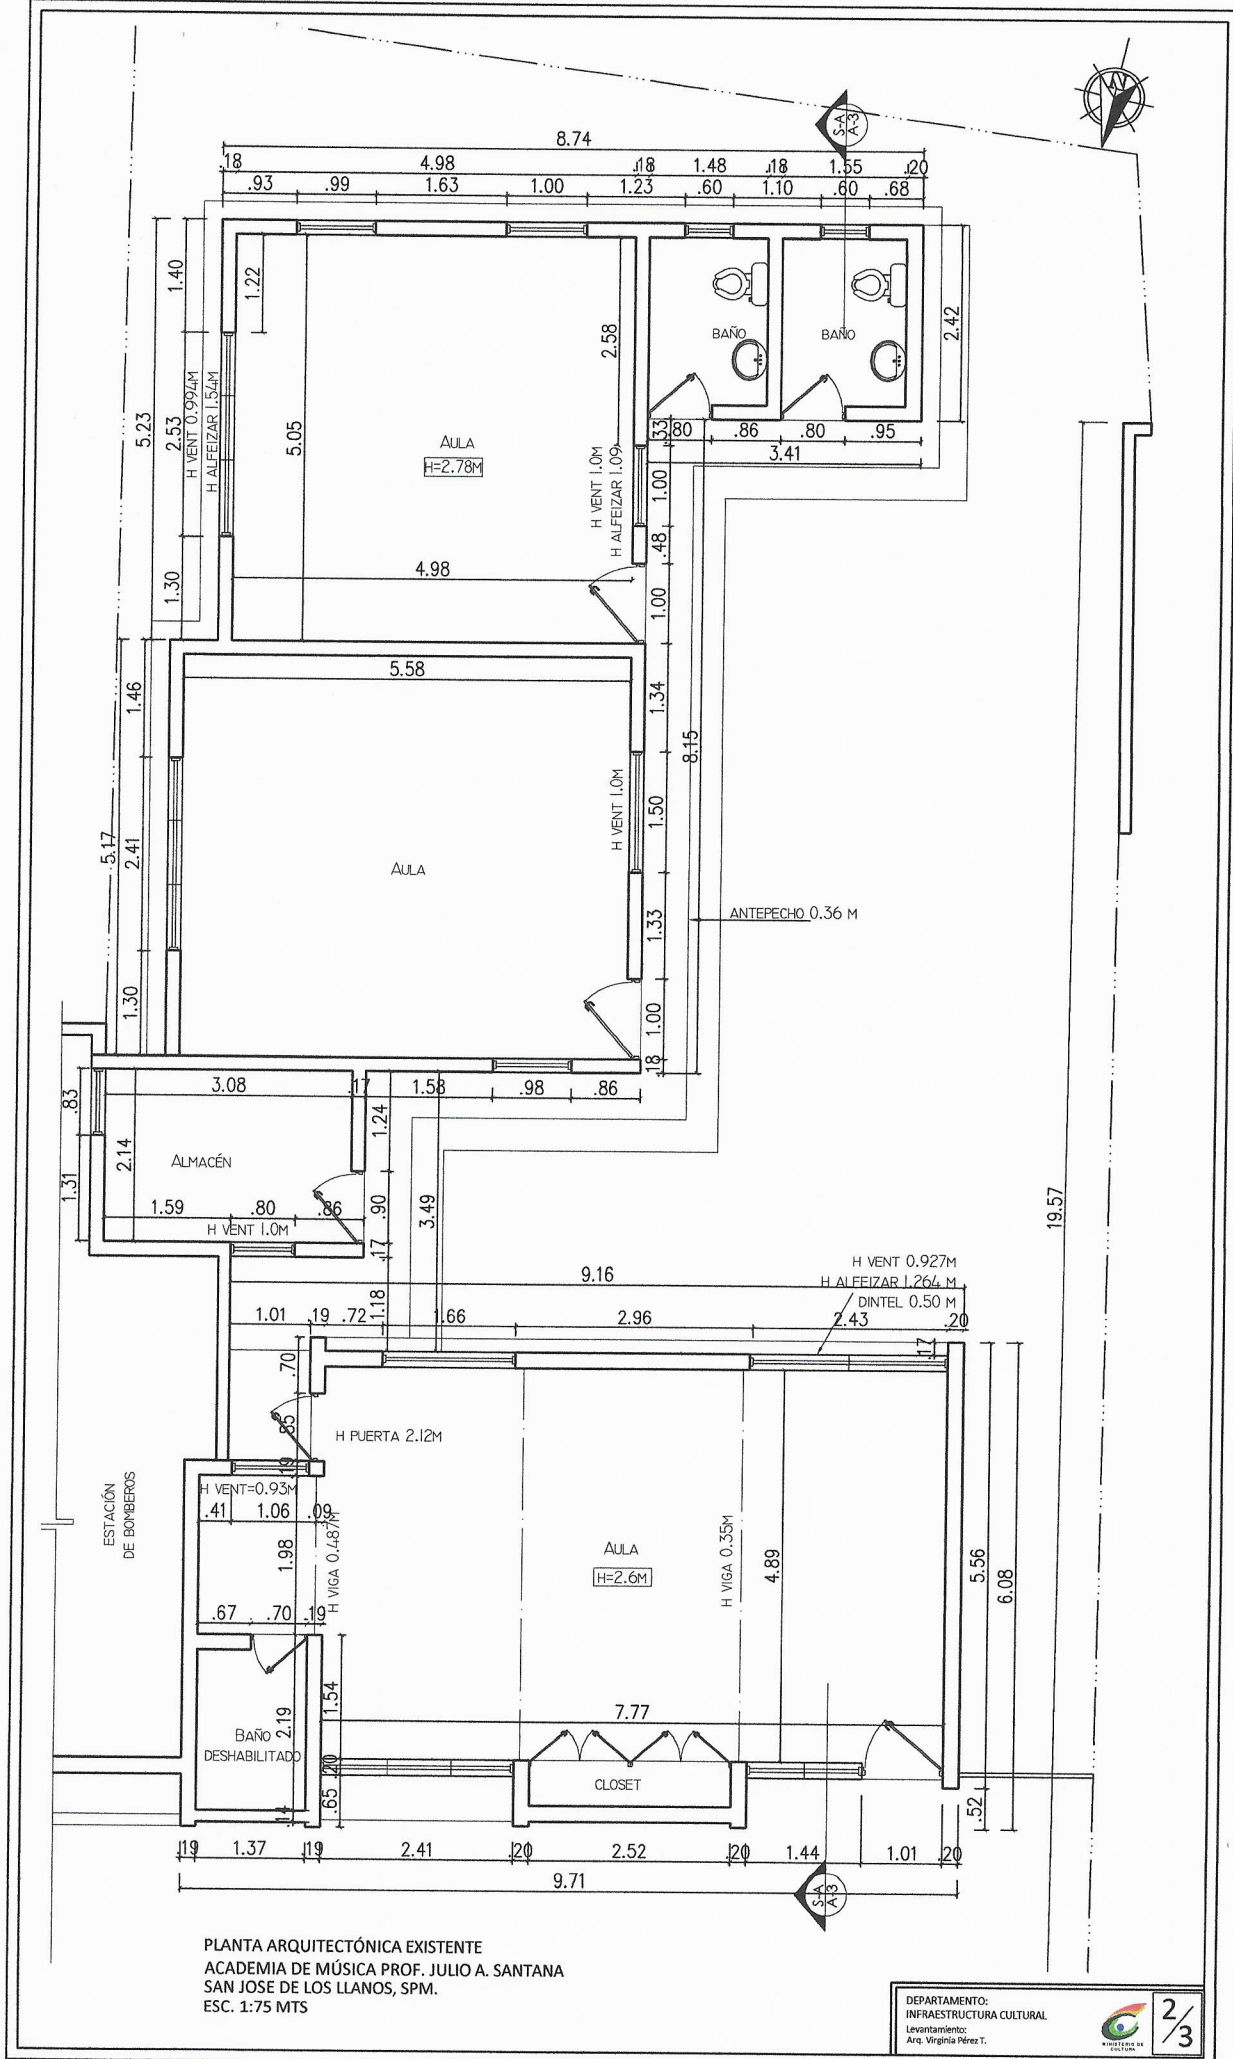 N
S-A
A-3
8.74
.18
4.98
.18
1.48
.18
1.55
.20
.93
.99
1.63
1.00
1.23
.60
1.10
.60
.68
1.40
1.22
5.23
2.53
H VENT 0.994M
H ALFEIZAR 1.54M
5.05
1.30
AULA
H=2.78M
4.98
2.58
H VENT 1.0M
H ALFEIZAR 1.09
BAÑO
BAÑO
2.42
.33
.80
.86
.80
.95
3.41
1.00
.48
1.00
5.58
1.46
5.17
2.41
1.30
AULA
H VENT 1.0M
1.34
8.15
1.50
1.33
1.00
.18
ANTEPECHO 0.36 M
19.57
3.08
.17
1.58
.98
.86
.83
1.31
2.14
ALMACÉN
1.24
.90
.17
1.18
3.49
1.59
.80
.86
H VENT 1.0M
H VENT 0.927M
H ALFEIZAR 1.264 M
DINTEL 0.50 M
9.16
1.01
.19
.72
1.66
2.96
2.43
.20
.17
.70
.85
.19
H PUERTA 2.12M
H VENT=0.93M
.41
1.06
.09
1.98
H VIGA 0.487M
ESTACIÓN
DE BOMBEROS
AULA
H=2.6M
H VIGA 0.35M
4.89
5.56
6.08
.67
.70
.19
1.54
2.19
BAÑO
DESHABILITADO
7.77
.20
.65
.14
CLOSET
.52
.19
1.37
.19
2.41
.20
2.52
.20
1.44
1.01
.20
9.71
S-A
A-3
PLANTA ARQUITECTÓNICA EXISTENTE
ACADEMIA DE MÚSICA PROF. JULIO A. SANTANA
SAN JOSE DE LOS LLANOS, SPM.
ESC. 1:75 MTS
DEPARTAMENTO:
INFRAESTRUCTURA CULTURAL
Levantamiento:
Arq. Virginia Pérez T.
MINISTERIO DE
CULTURA
2/3